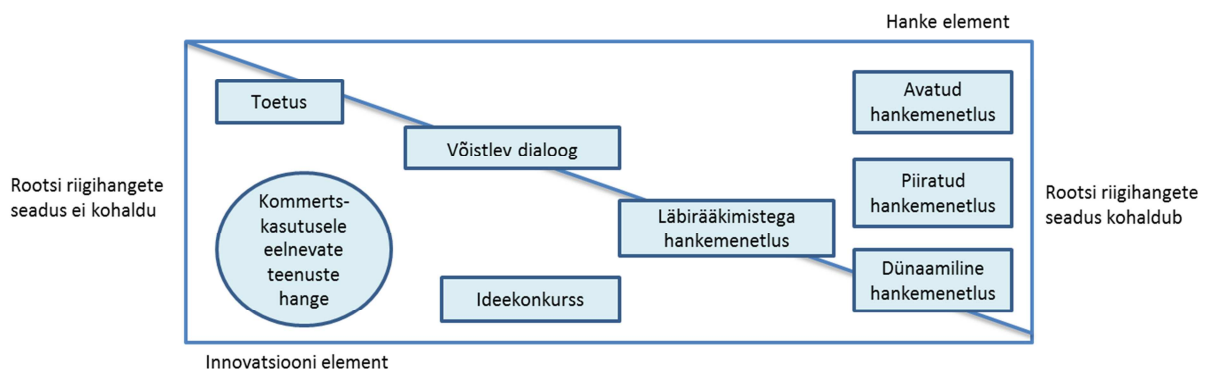 Hanke element
Toetus
Avatud
hankemenetlus
Võistlev dialoog
Rootsi riigihangete
seadus ei kohaldu
Kommerts-
kasutusele
eelnevate
teenuste
hange
Piiratud
hankemenetlus
Rootsi riigihangete
seadus kohaldub
Läbirääkimistega
hankemenetlus
Ideekonkurss
Dünaamiline
hankemenetlus
Innovatsiooni element